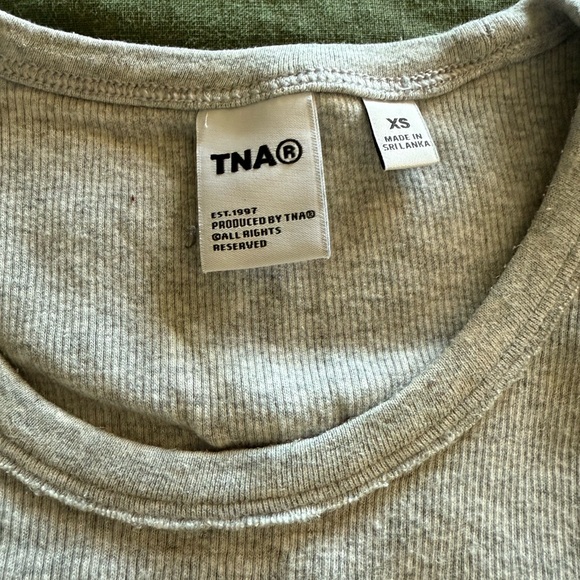 TNA®
EST.1997
PRODUCED BY TNA®
©ALL RIGHTS
RESERVED
XS
MADE IN
SRI LANKA